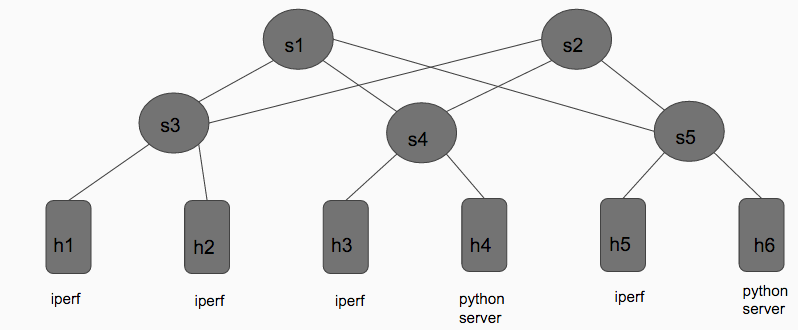 s1
s2
s3
s4
s5
h1
h2
h3
h4
h5
h6
iperf
iperf
iperf
python
server
iperf
python
server